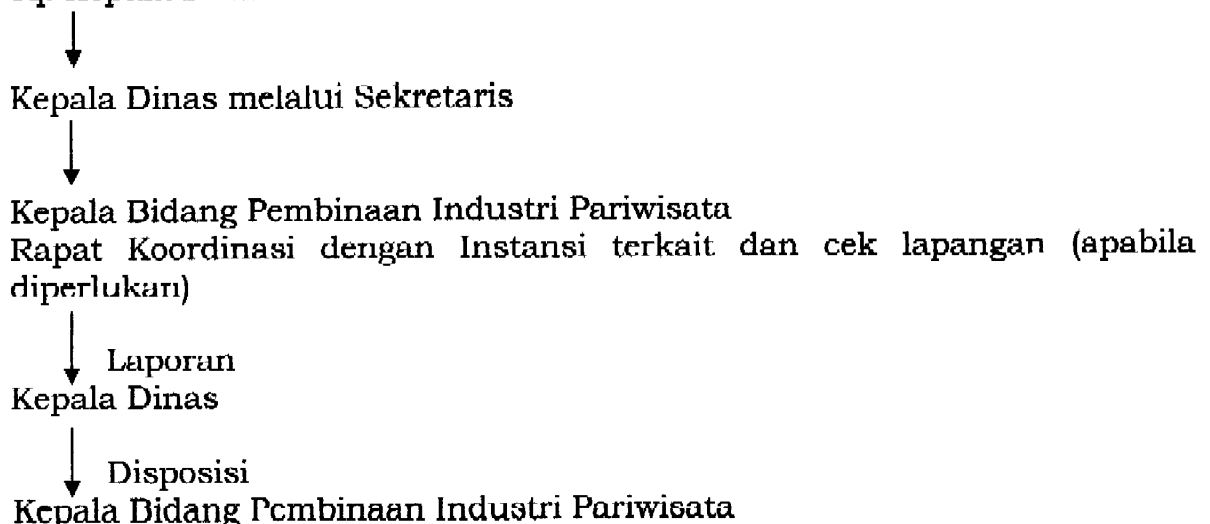 Kepala Dinas melalui Sekretaris
Kepala Bidang Pembinaan Industri Pariwisata
Rapat Koordinasi dengan Instansi terkait dan cek lapangan (apabila
diperlukan)
Laporan
Kepala Dinas
Disposisi
Kepala Bidang Pembinaan Industri Pariwisata